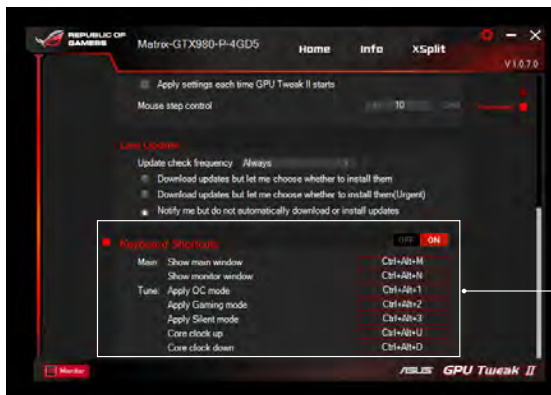 REPUBLIC OF
GAMERS
Matrix-GTX980-P-4GD5
Home Info XSplit
V1.0.7.0
Apply settings each time GPU Tweak II starts
Mouse step control 10
Live Update
Update check frequency Always
Download updates but let me choose whether to install them
Download updates but let me choose whether to install them(Urgent)
Notify me but do not automatically download or install updates
Keyboard Shortcuts OFF ON
Main: Show main window Ctrl+Alt+M
Show monitor window Ctrl+Alt+N
Tune: Apply OC mode Ctrl+Alt+1
Apply Gaming mode Ctrl+Alt+2
Apply Silent mode Ctrl+Alt+3
Core clock up Ctrl+Alt+U
Core clock down Ctrl+Alt+D
Monitor
ASUS GPU Tweak II